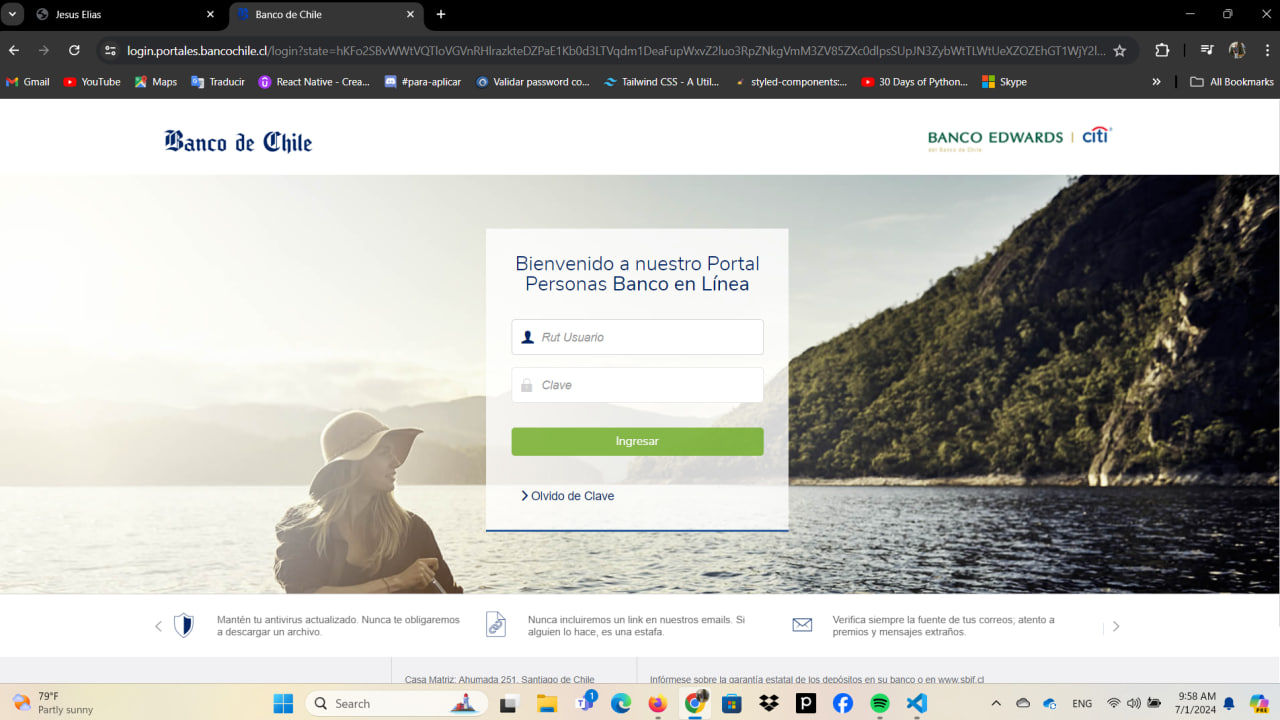 Jesus Elias
Banco de Chile
login.portales.bancochile.cl/login?state=hKFo2SBvWWtVQTloVGVnRHlrazkteDZPaE1Kb0d3LTVqdm1DeaFupWxvZ2luo3RpZNkgVmM3ZV85ZXc0dlpsSUpJN3ZybWtTLWtUeXZOZEhGT1WjY2l...
Gmail
YouTube
Maps
Traducir
React Native - Crea...
#para-aplicar
Validar password co...
Tailwind CSS - A Util...
styled-components:...
30 Days of Python...
Skype
All Bookmarks
Banco de Chile
BANCO EDWARDS | citi
del Banco de Chile
Bienvenido a nuestro Portal
Personas Banco en Línea
Rut Usuario
Clave
Ingresar
Olvido de Clave
Mantén tu antivirus actualizado. Nunca te obligaremos
a descargar un archivo.
Nunca incluiremos un link en nuestros emails. Si
alguien lo hace, es una estafa.
Verifica siempre la fuente de tus correos; atento a
premios y mensajes extraños.
Casa Matriz: Ahumada 251, Santiago de Chile
Infórmese sobre la garantía estatal de los depósitos en su banco o en www.sbif.cl
79°F
Partly sunny
Search
1
ENG
9:58 AM
7/1/2024
PRE